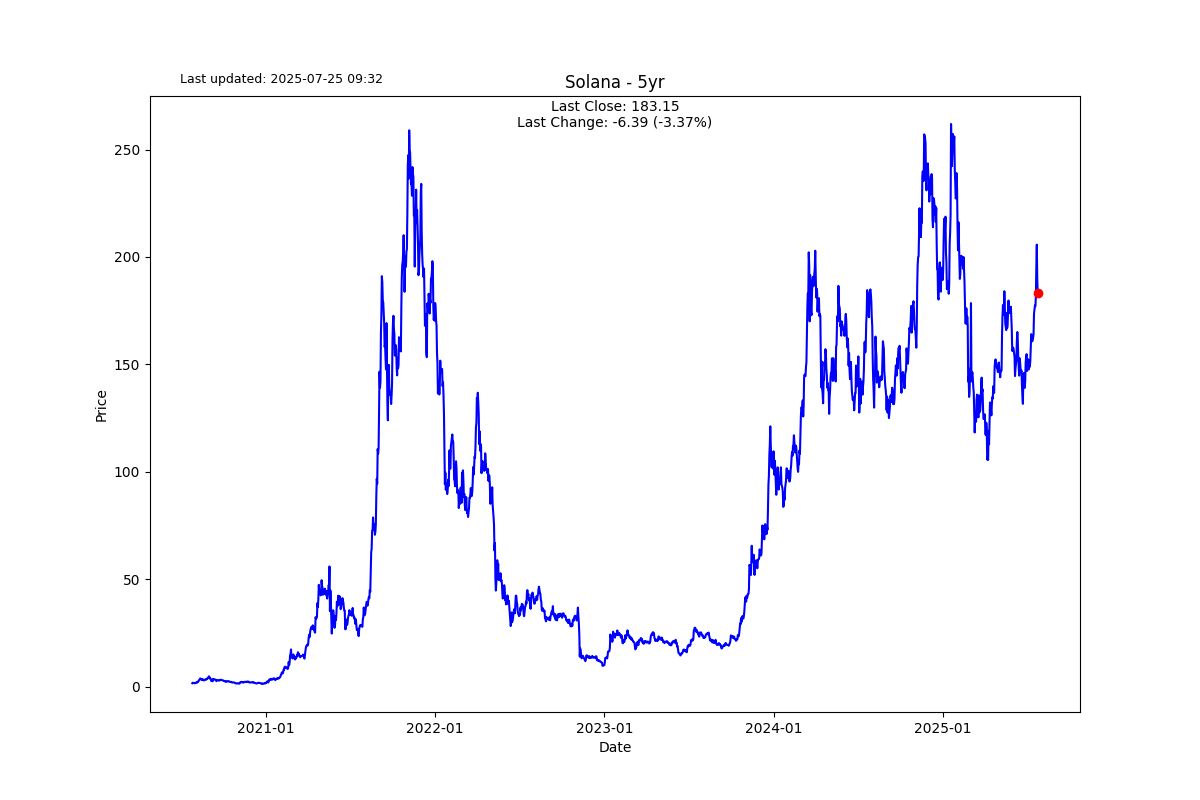 Last updated: 2025-07-25 09:32
Solana - 5yr
Last Close: 183.15
Last Change: -6.39 (-3.37%)
250
200
150
100
50
0
Price
2021-01
2022-01
2023-01
2024-01
2025-01
Date